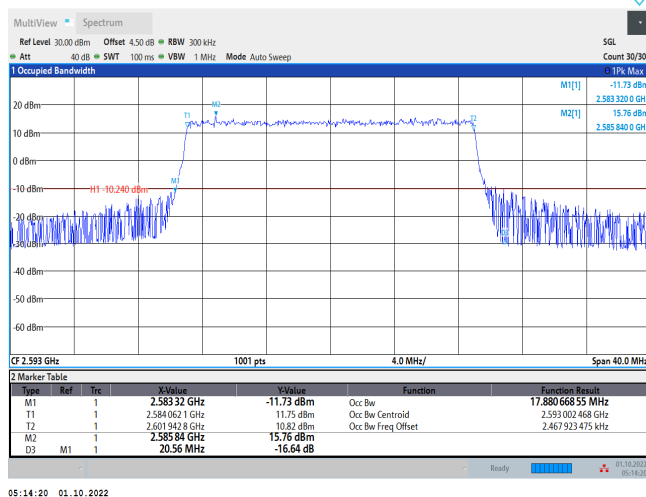 MultiView Spectrum
Ref Level 30.00 dBm Offset 4.50 dB RBW 300 kHz SGL
Att 40 dB SWT 100 ms VBW 1 MHz Mode Auto Sweep Count 30/30
1 Occupied Bandwidth 1Pk Max
M1[1] -11.73 dBm
2.583 320 0 GHz
M2[1] 15.76 dBm
2.585 840 0 GHz
20 dBm
M2
T1
T2
10 dBm
0 dBm
M1
-10 dBm
H1 -10.240 dBm
-20 dBm
-30 dBm
D3
-40 dBm
-50 dBm
-60 dBm
CF 2.593 GHz 1001 pts 4.0 MHz/ Span 40.0 MHz
2 Marker Table
Type Ref Trc X-Value Y-Value Function Function Result
M1 1 2.583 32 GHz -11.73 dBm Occ Bw 17.880 668 55 MHz
T1 1 2.584 062 1 GHz 11.75 dBm Occ Bw Centroid 2.593 002 468 GHz
T2 1 2.601 942 8 GHz 10.82 dBm Occ Bw Freq Offset 2.467 923 475 kHz
M2 1 2.585 84 GHz 15.76 dBm
D3 M1 1 20.56 MHz -16.64 dB
Ready 01.10.2022
05:14:20
05:14:20 01.10.2022